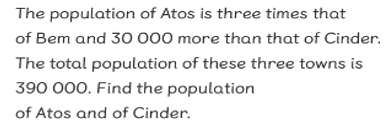 The population of Atos is three times that
of Bem and 30 000 more than that of Cinder.
The total population of these three towns is
390 000. Find the population
of Atos and of Cinder.